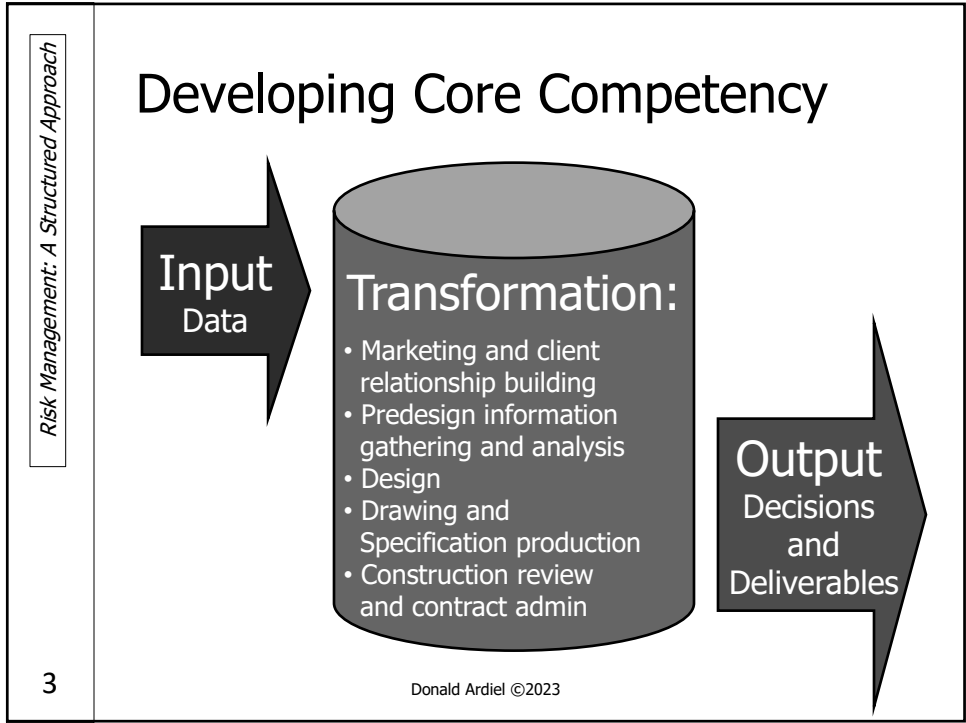 Risk Management: A Structured Approach
Developing Core Competency
Input
Data
Transformation:
• Marketing and client
relationship building
• Predesign information
gathering and analysis
• Design
• Drawing and
Specification production
• Construction review
and contract admin
Output
Decisions
and
Deliverables
3
Donald Ardiel ©2023